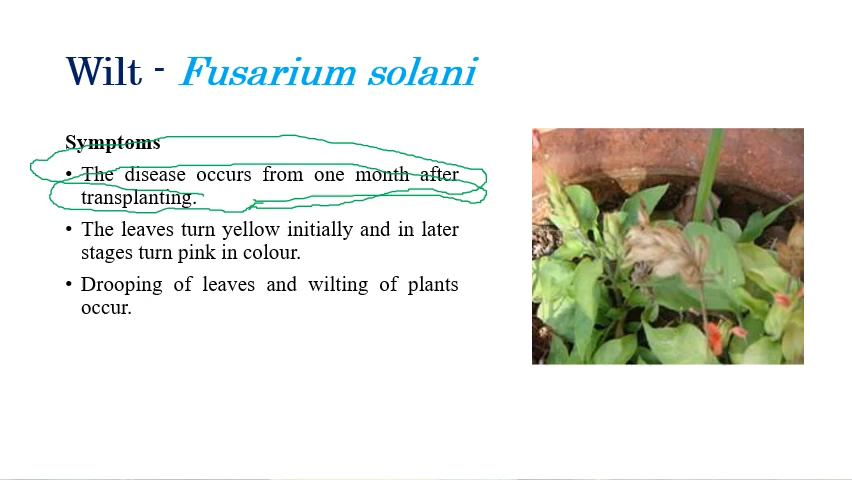 Wilt - Fusarium solani
Symptoms
• The disease occurs from one month after
transplanting.
• The leaves turn yellow initially and in later
stages turn pink in colour.
• Drooping of leaves and wilting of plants
occur.